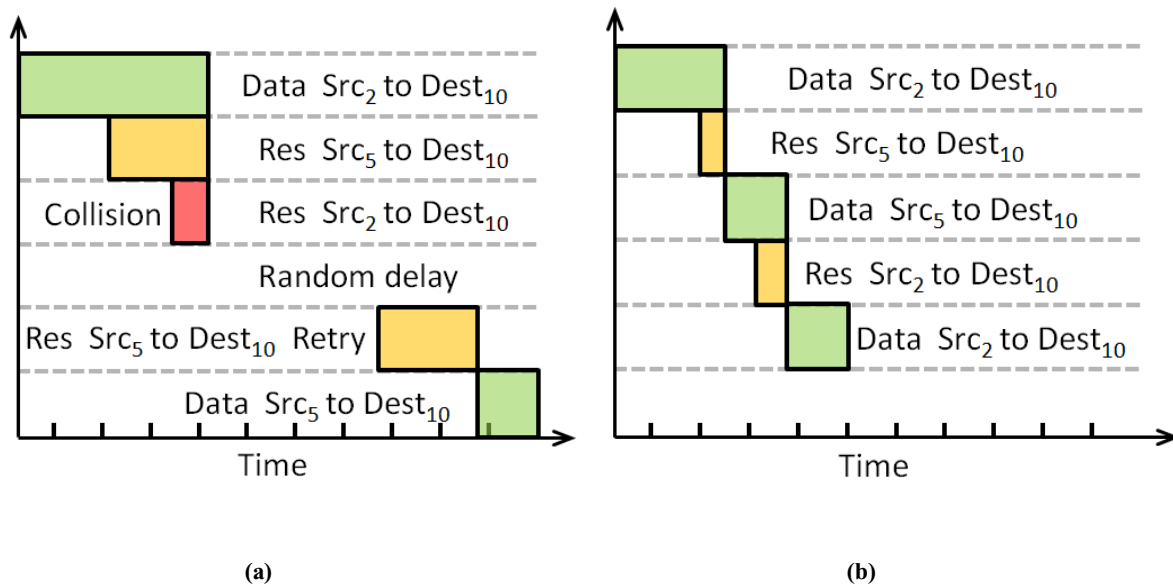 Data Src2 to Dest10
Res Src5 to Dest10
Collision
Res Src2 to Dest10
Random delay
Res Src5 to Dest10 Retry
Data Src5 to Dest10
Time
(a)
Data Src2 to Dest10
Res Src5 to Dest10
Data Src5 to Dest10
Res Src2 to Dest10
Data Src2 to Dest10
Time
(b)